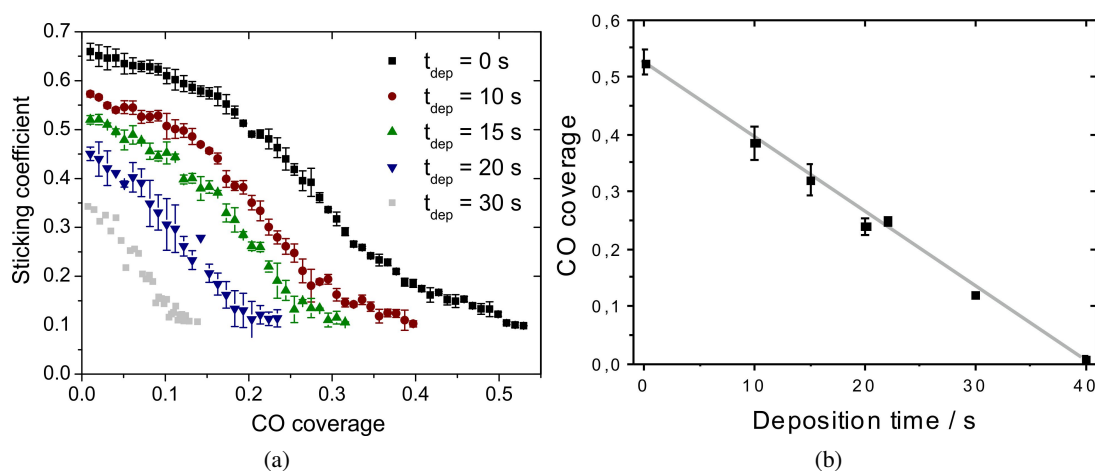 0.7
0.6
0.5
0.4
0.3
0.2
0.1
0.0
Sticking coefficient
t_dep = 0 s
t_dep = 10 s
t_dep = 15 s
t_dep = 20 s
t_dep = 30 s
0.0 0.1 0.2 0.3 0.4 0.5
CO coverage
(a)
0,6
0,5
0,4
0,3
0,2
0,1
0,0
CO coverage
0 10 20 30 40
Deposition time / s
(b)